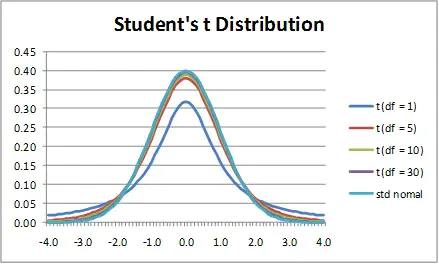 Student's t Distribution
0.45
0.40
0.35
0.30
0.25
0.20
0.15
0.10
0.05
0.00
-4.0 -3.0 -2.0 -1.0 0.0 1.0 2.0 3.0 4.0
t(df = 1)
t(df = 5)
t(df = 10)
t(df = 30)
std nomal